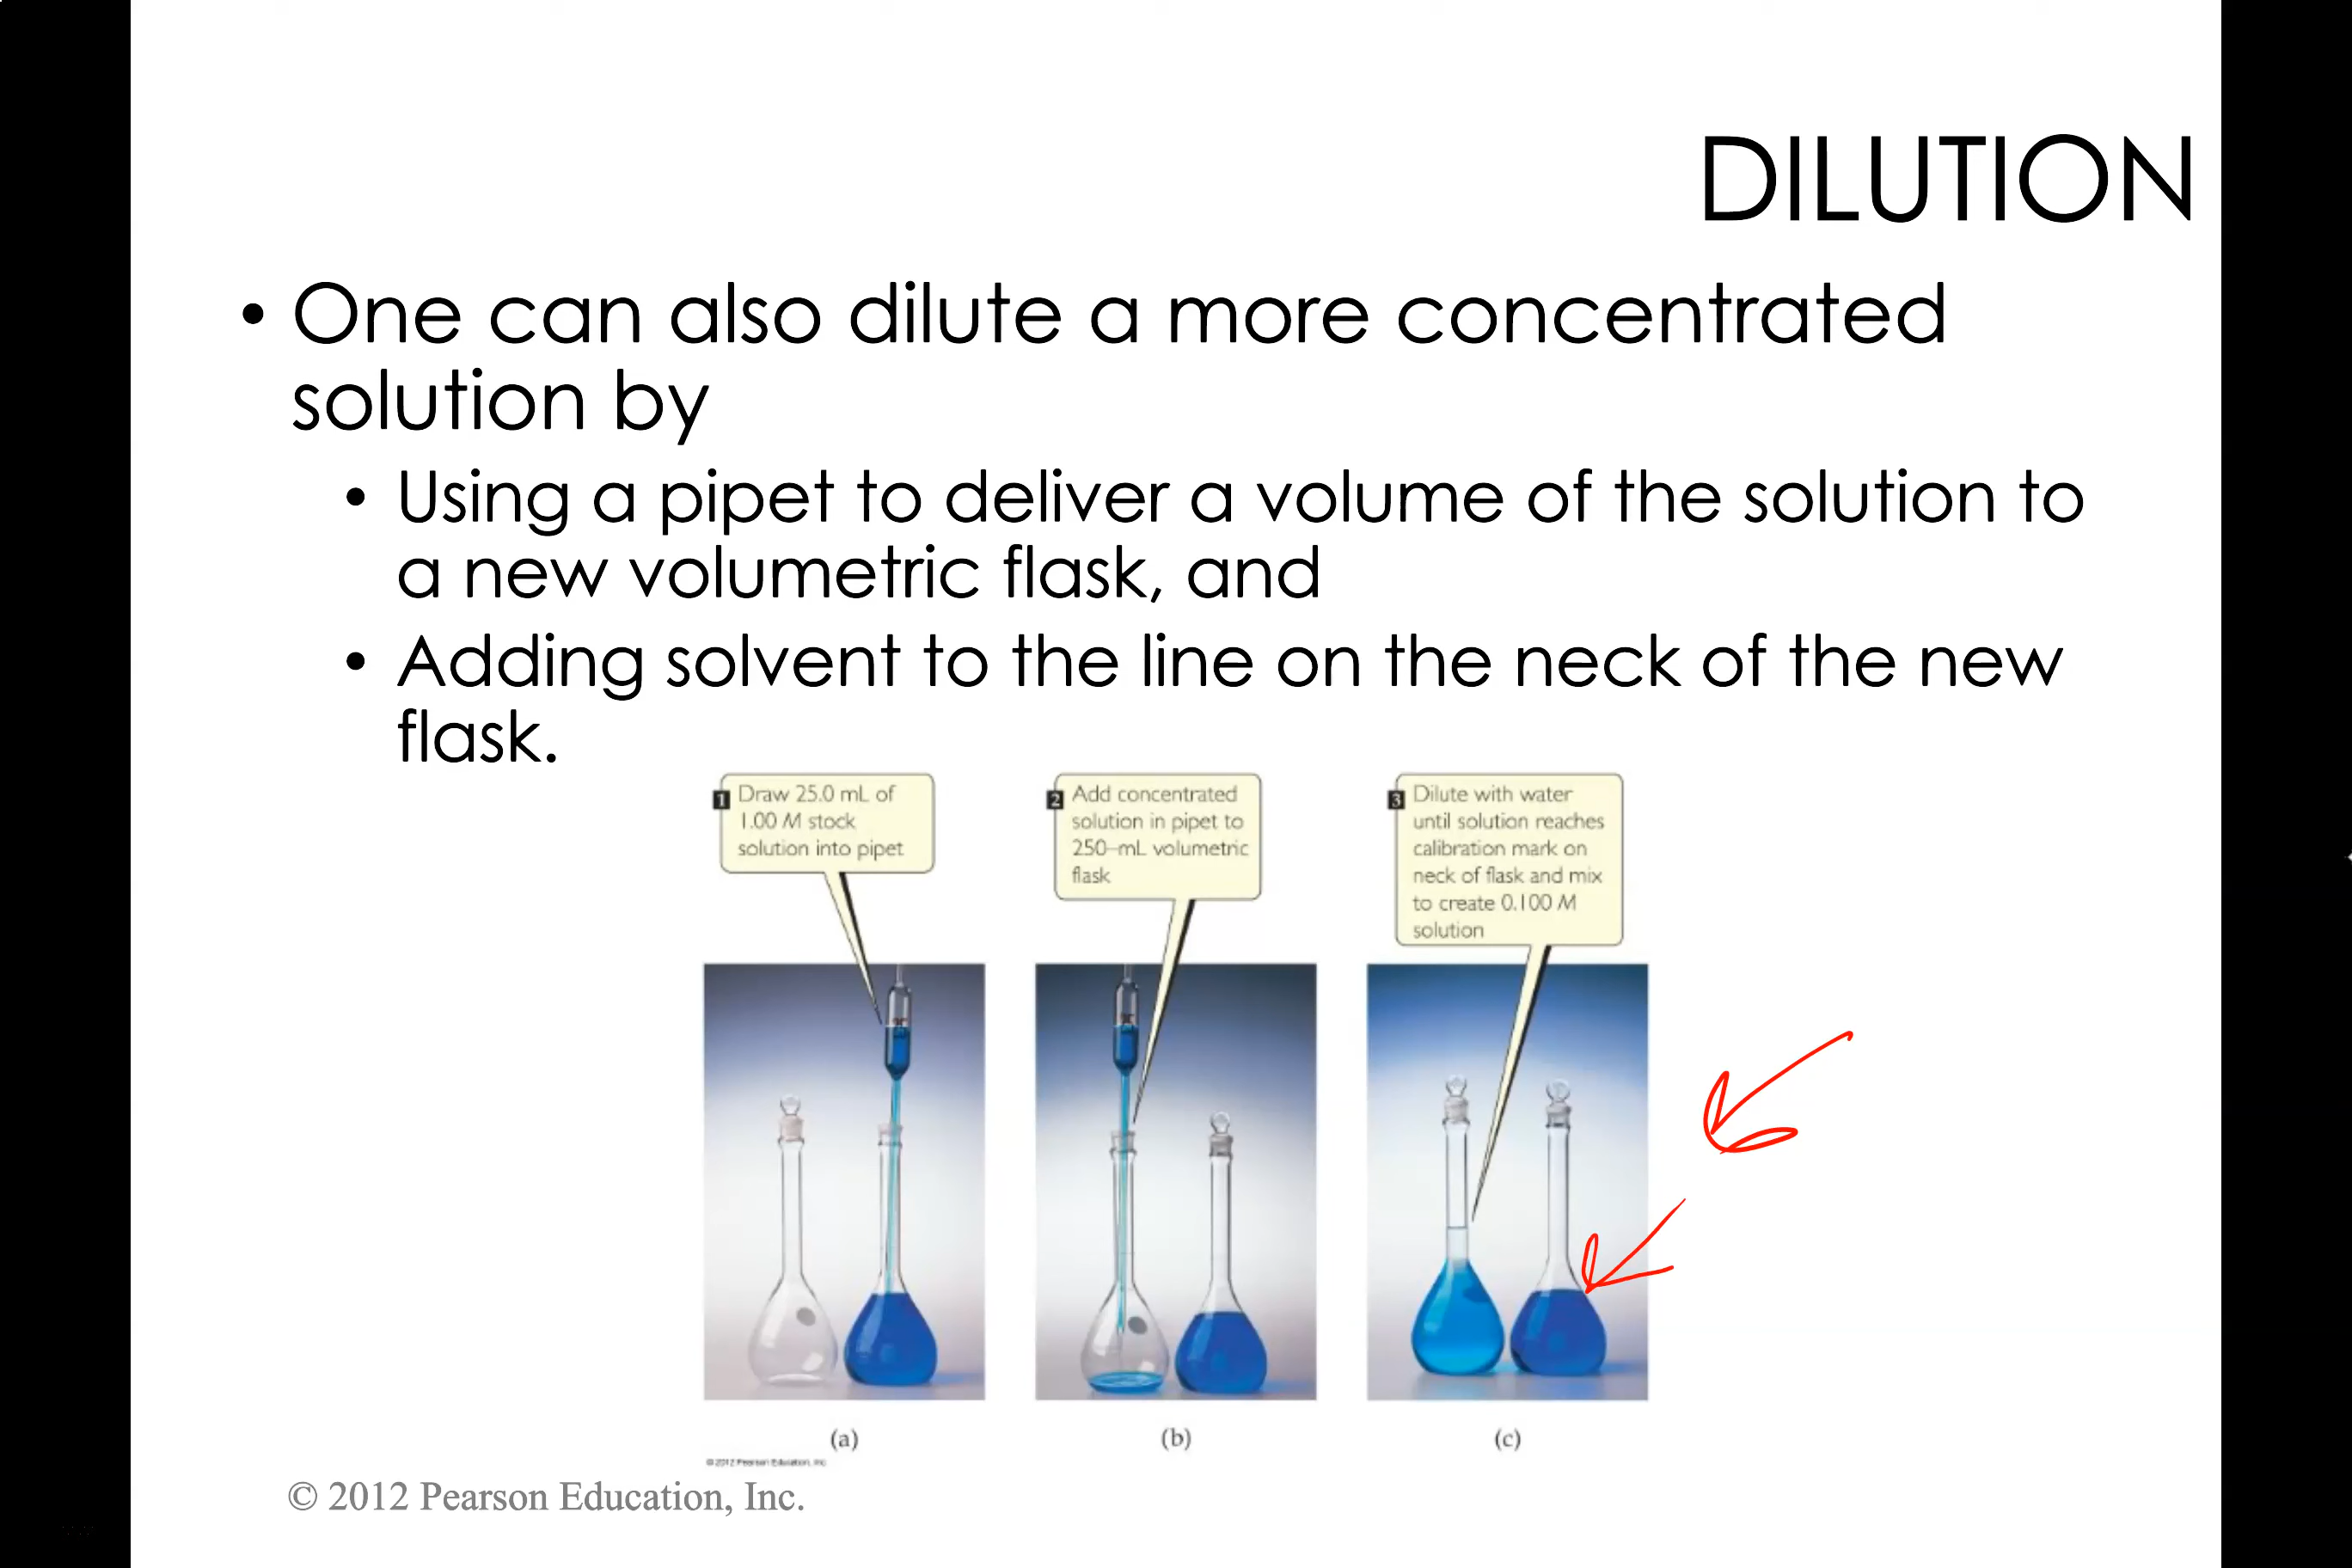 DILUTION
• One can also dilute a more concentrated
solution by
• Using a pipet to deliver a volume of the solution to
a new volumetric flask, and
• Adding solvent to the line on the neck of the new
flask.
1 Draw 25.0 mL of
1.00 M stock
solution into pipet
2 Add concentrated
solution in pipet to
250–mL volumetric
flask
3 Dilute with water
until solution reaches
calibration mark on
neck of flask and mix
to create 0.100 M
solution
(a)
(b)
(c)
© 2012 Pearson Education, Inc
© 2012 Pearson Education, Inc.